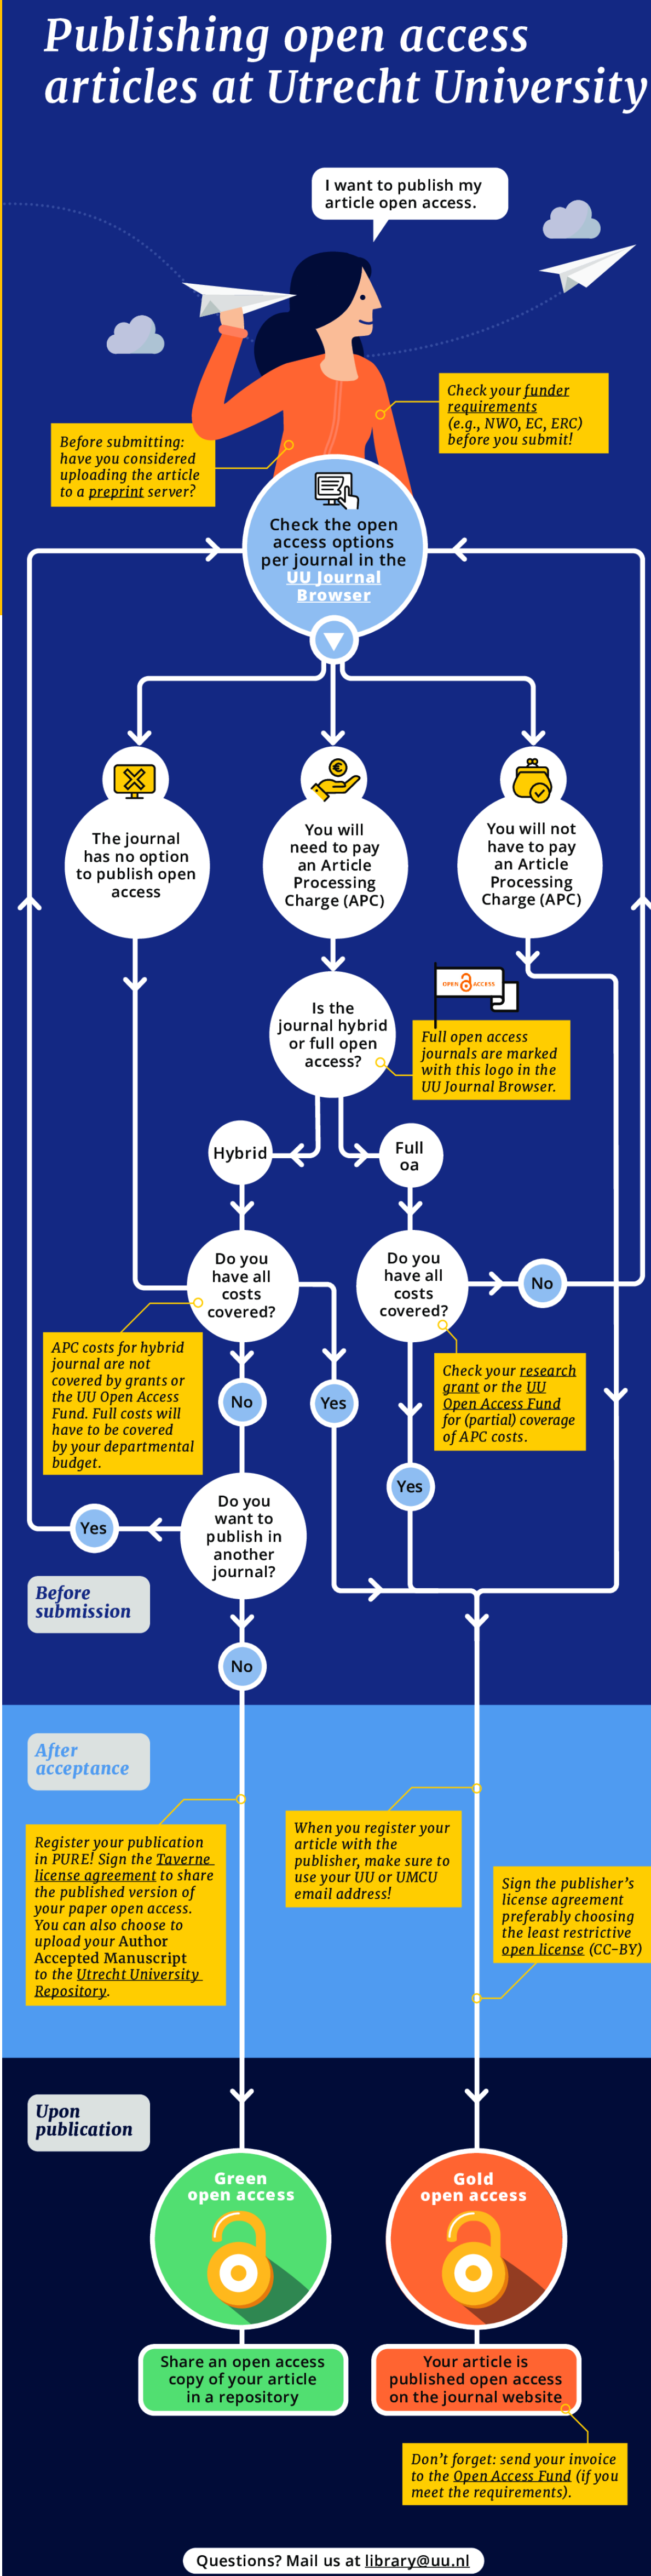 Publishing open access
articles at Utrecht University
I want to publish my
article open access.
Check your funder
requirements
(e.g., NWO, EC, ERC)
before you submit!
Before submitting:
have you considered
uploading the article
to a preprint server?
Check the open
access options
per journal in the
UU Journal
Browser
The journal
has no option
to publish open
access
You will
need to pay
an Article
Processing
Charge (APC)
You will not
have to pay
an Article
Processing
Charge (APC)
Is the
journal hybrid
or full open
access?
OPEN ACCESS
Full open access
journals are marked
with this logo in the
UU Journal Browser.
Hybrid
Full
oa
Do you
have all
costs
covered?
Do you
have all
costs
covered?
No
APC costs for hybrid
journal are not
covered by grants or
the UU Open Access
Fund. Full costs will
have to be covered
by your departmental
budget.
Check your research
grant or the UU
Open Access Fund
for (partial) coverage
of APC costs.
No
Yes
Yes
Do you
want to
publish in
another
journal?
Yes
Before
submission
No
After
acceptance
Register your publication
in PURE! Sign the Taverne
license agreement to share
the published version of
your paper open access.
You can also choose to
upload your Author
Accepted Manuscript
to the Utrecht University
Repository.
When you register your
article with the
publisher, make sure to
use your UU or UMCU
email address!
Sign the publisher's
license agreement
preferably choosing
the least restrictive
open license (CC-BY)
Upon
publication
Green
open access
Gold
open access
Share an open access
copy of your article
in a repository
Your article is
published open access
on the journal website
Don't forget: send your invoice
to the Open Access Fund (if you
meet the requirements).
Questions? Mail us at library@uu.nl